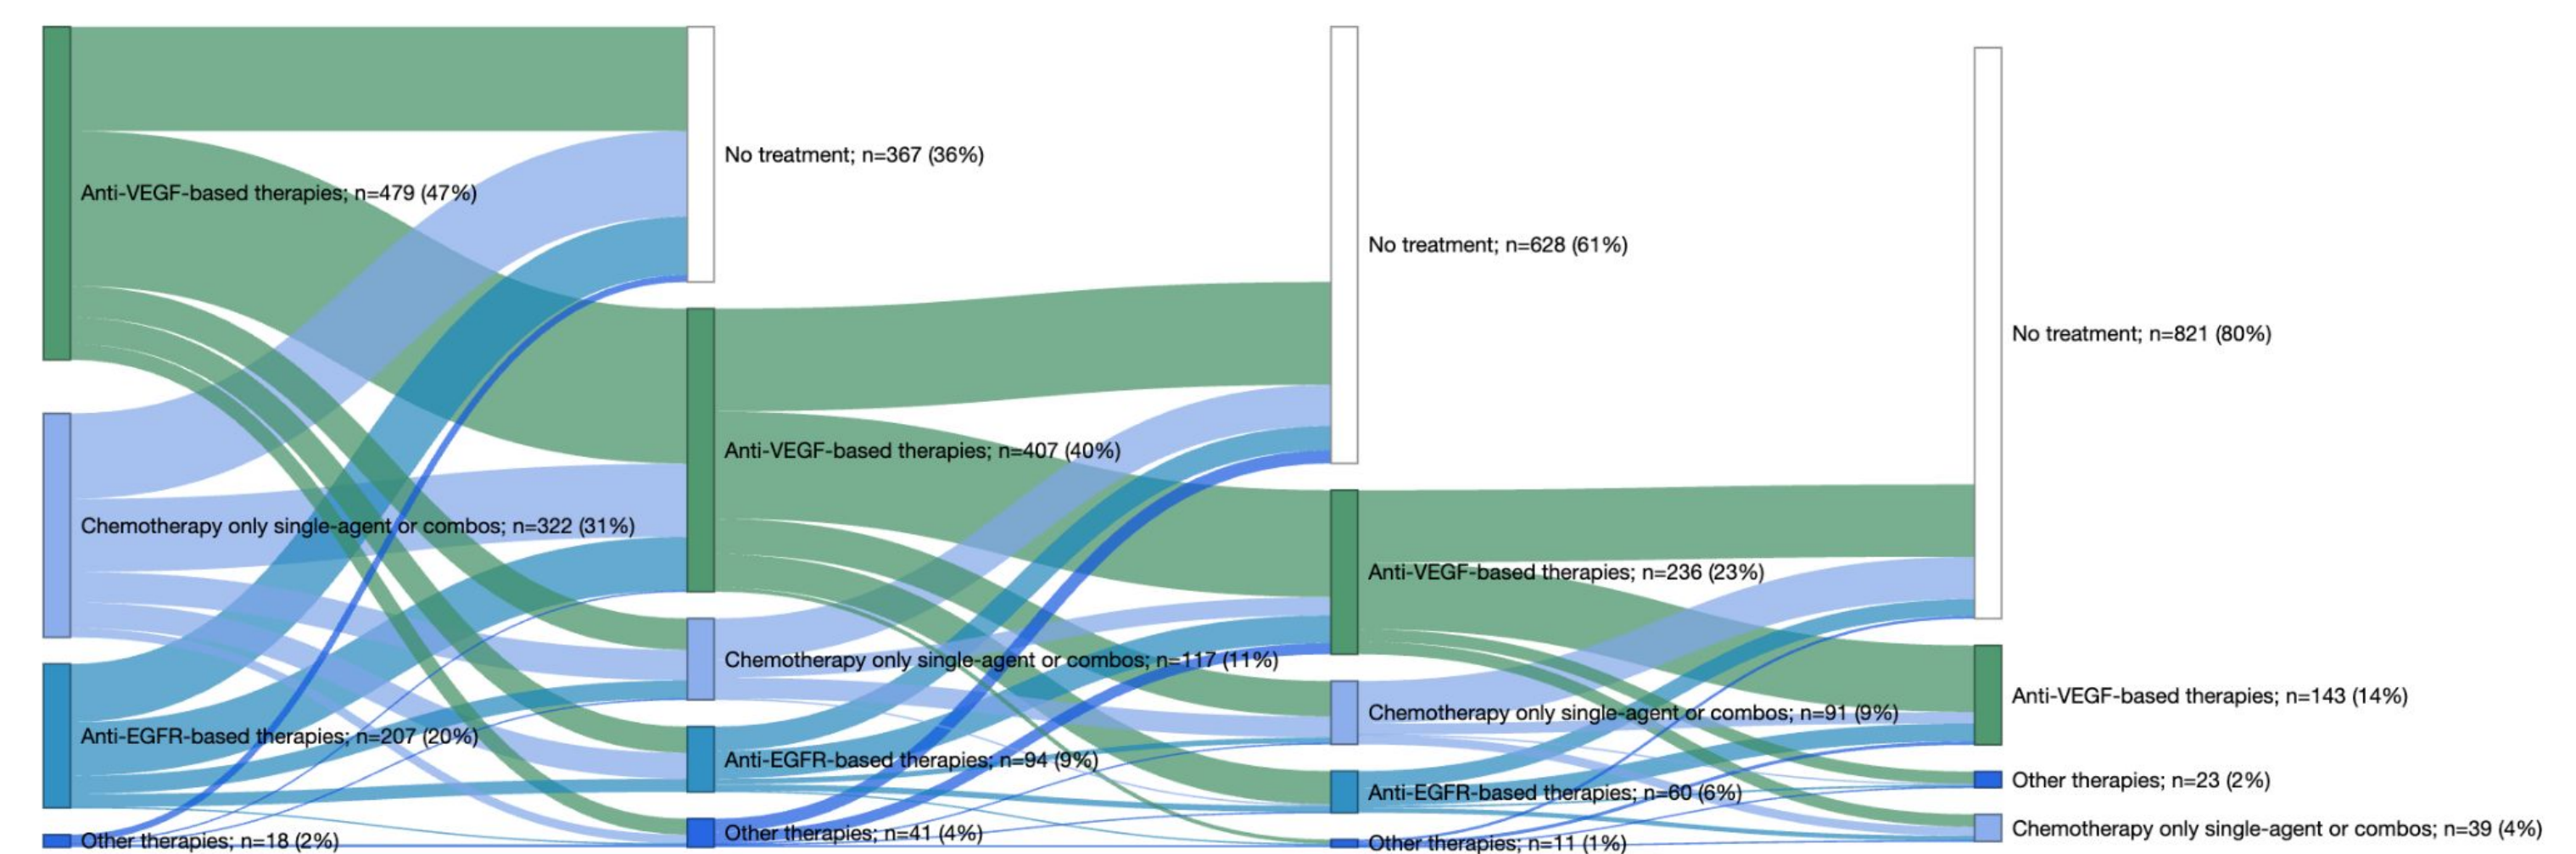 Anti-VEGF-based therapies; n=479 (47%)
Chemotherapy only single-agent or combos; n=322 (31%)
Anti-EGFR-based therapies; n=207 (20%)
Other therapies; n=18 (2%)
No treatment; n=367 (36%)
Anti-VEGF-based therapies; n=407 (40%)
Chemotherapy only single-agent or combos; n=117 (11%)
Anti-EGFR-based therapies; n=94 (9%)
Other therapies; n=41 (4%)
No treatment; n=628 (61%)
Anti-VEGF-based therapies; n=236 (23%)
Chemotherapy only single-agent or combos; n=91 (9%)
Anti-EGFR-based therapies; n=60 (6%)
Other therapies; n=11 (1%)
No treatment; n=821 (80%)
Anti-VEGF-based therapies; n=143 (14%)
Other therapies; n=23 (2%)
Chemotherapy only single-agent or combos; n=39 (4%)